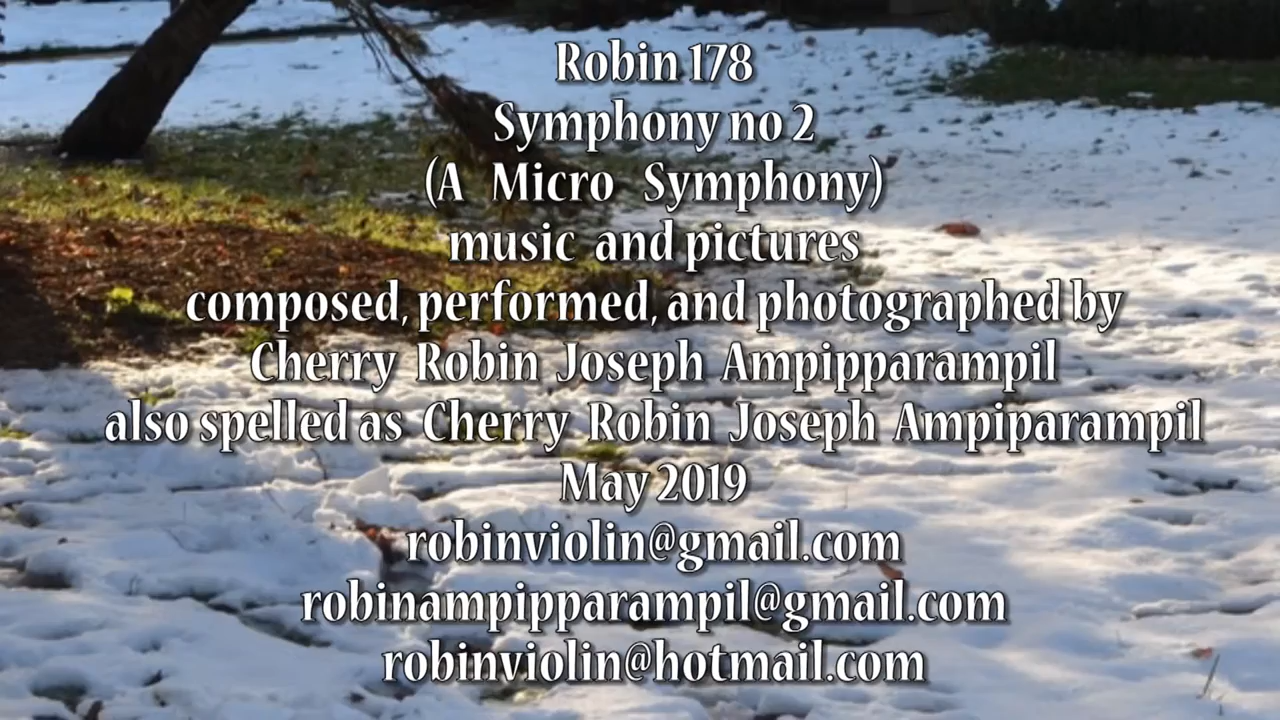 Robin 178
Symphony no 2
(A Micro Symphony)
music and pictures
composed, performed, and photographed by
Cherry Robin Joseph Ampipparampil
also spelled as Cherry Robin Joseph Ampiparampil
May 2019
robinviolin@gmail.com
robinampipparampil@gmail.com
robinviolin@hotmail.com